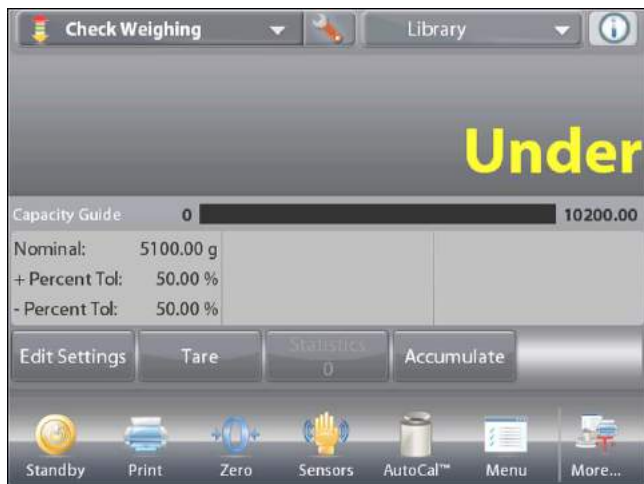 Check Weighing Library
Under
Capacity Guide 0 10200.00
Nominal: 5100.00 g
+ Percent Tol: 50.00 %
- Percent Tol: 50.00 %
Edit Settings Tare Statistics Accumulate
0
Standby Print Zero Sensors AutoCal™ Menu More...